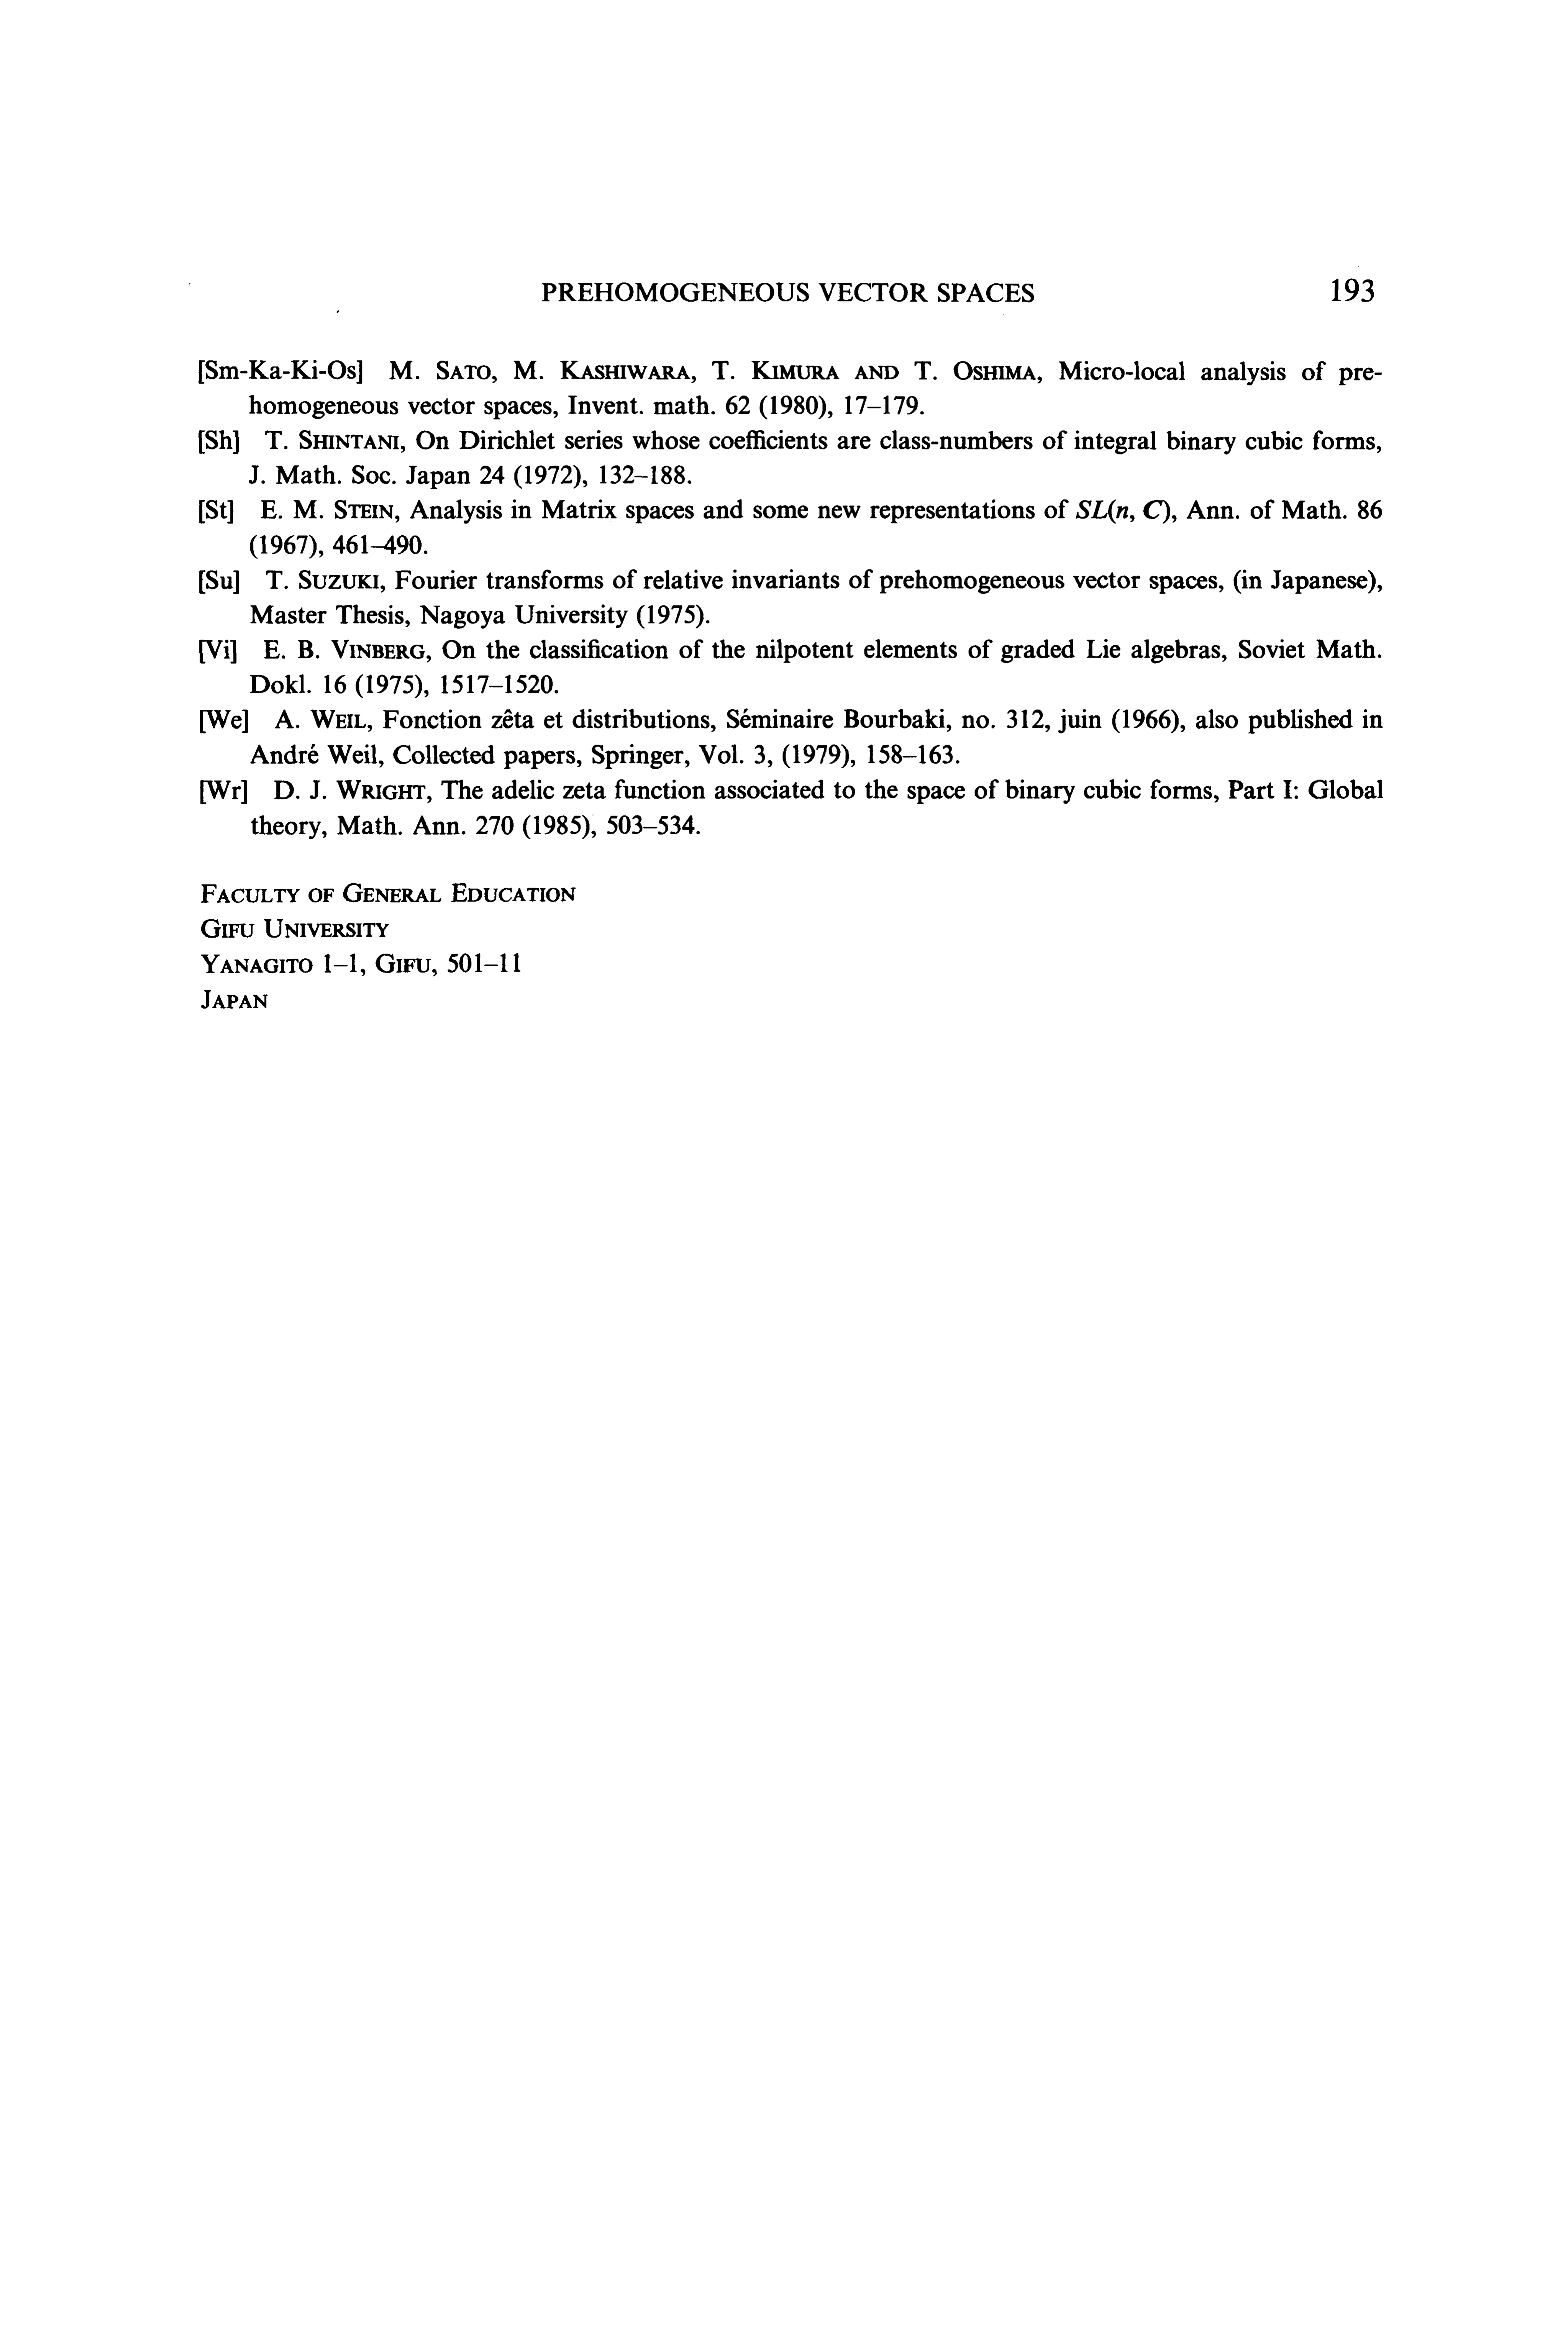 PREHOMOGENEOUS VECTOR SPACES 193
[Sm-Ka-Ki-Os] M. SATO, M. KASHIWARA, T. KIMURA AND T. OSHIMA, Micro-local analysis of pre-
homogeneous vector spaces, Invent. math. 62 (1980), 17–179.
[Sh] T. SHINTANI, On Dirichlet series whose coefficients are class-numbers of integral binary cubic forms,
J. Math. Soc. Japan 24 (1972), 132–188.
[St] E. M. STEIN, Analysis in Matrix spaces and some new representations of SL(n, C), Ann. of Math. 86
(1967), 461–490.
[Su] T. SUZUKI, Fourier transforms of relative invariants of prehomogeneous vector spaces, (in Japanese),
Master Thesis, Nagoya University (1975).
[Vi] E. B. VINBERG, On the classification of the nilpotent elements of graded Lie algebras, Soviet Math.
Dokl. 16 (1975), 1517–1520.
[We] A. WEIL, Fonction zêta et distributions, Séminaire Bourbaki, no. 312, juin (1966), also published in
André Weil, Collected papers, Springer, Vol. 3, (1979), 158–163.
[Wr] D. J. WRIGHT, The adelic zeta function associated to the space of binary cubic forms, Part I: Global
theory, Math. Ann. 270 (1985), 503–534.
FACULTY OF GENERAL EDUCATION
GIFU UNIVERSITY
YANAGITO 1–1, GIFU, 501–11
JAPAN